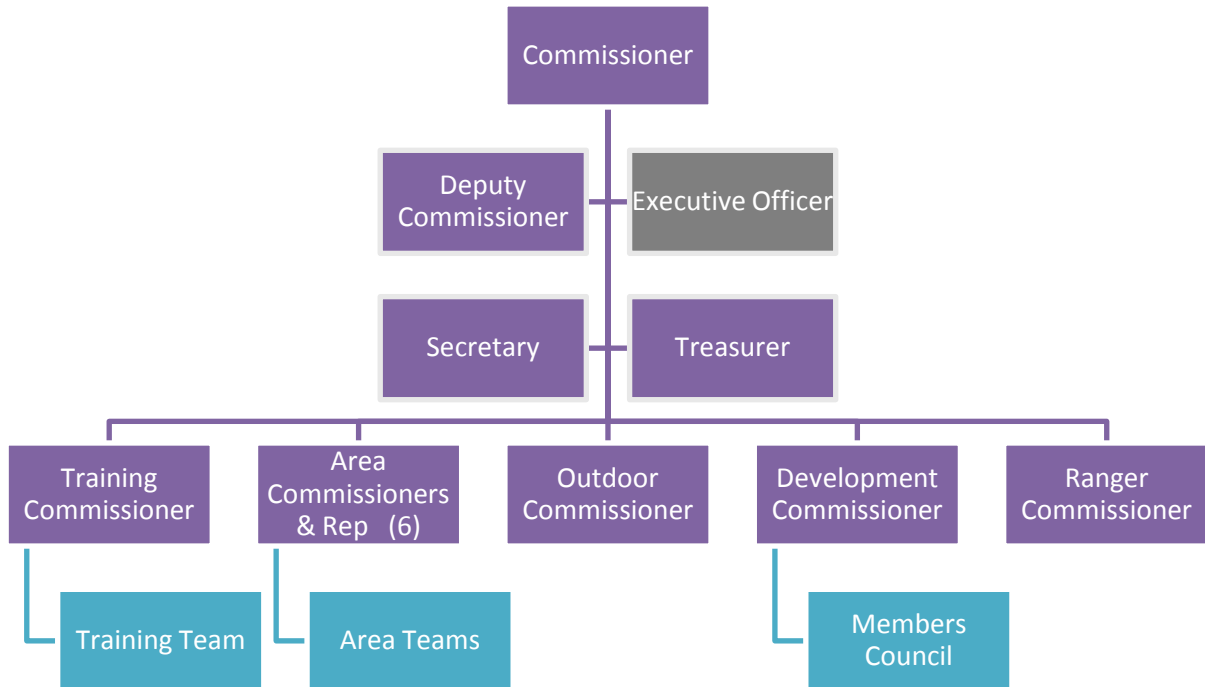 Commissioner
Deputy
Commissioner
Executive Officer
Secretary
Treasurer
Training
Commissioner
Area
Commissioners
& Rep (6)
Outdoor
Commissioner
Development
Commissioner
Ranger
Commissioner
Training Team
Area Teams
Members
Council